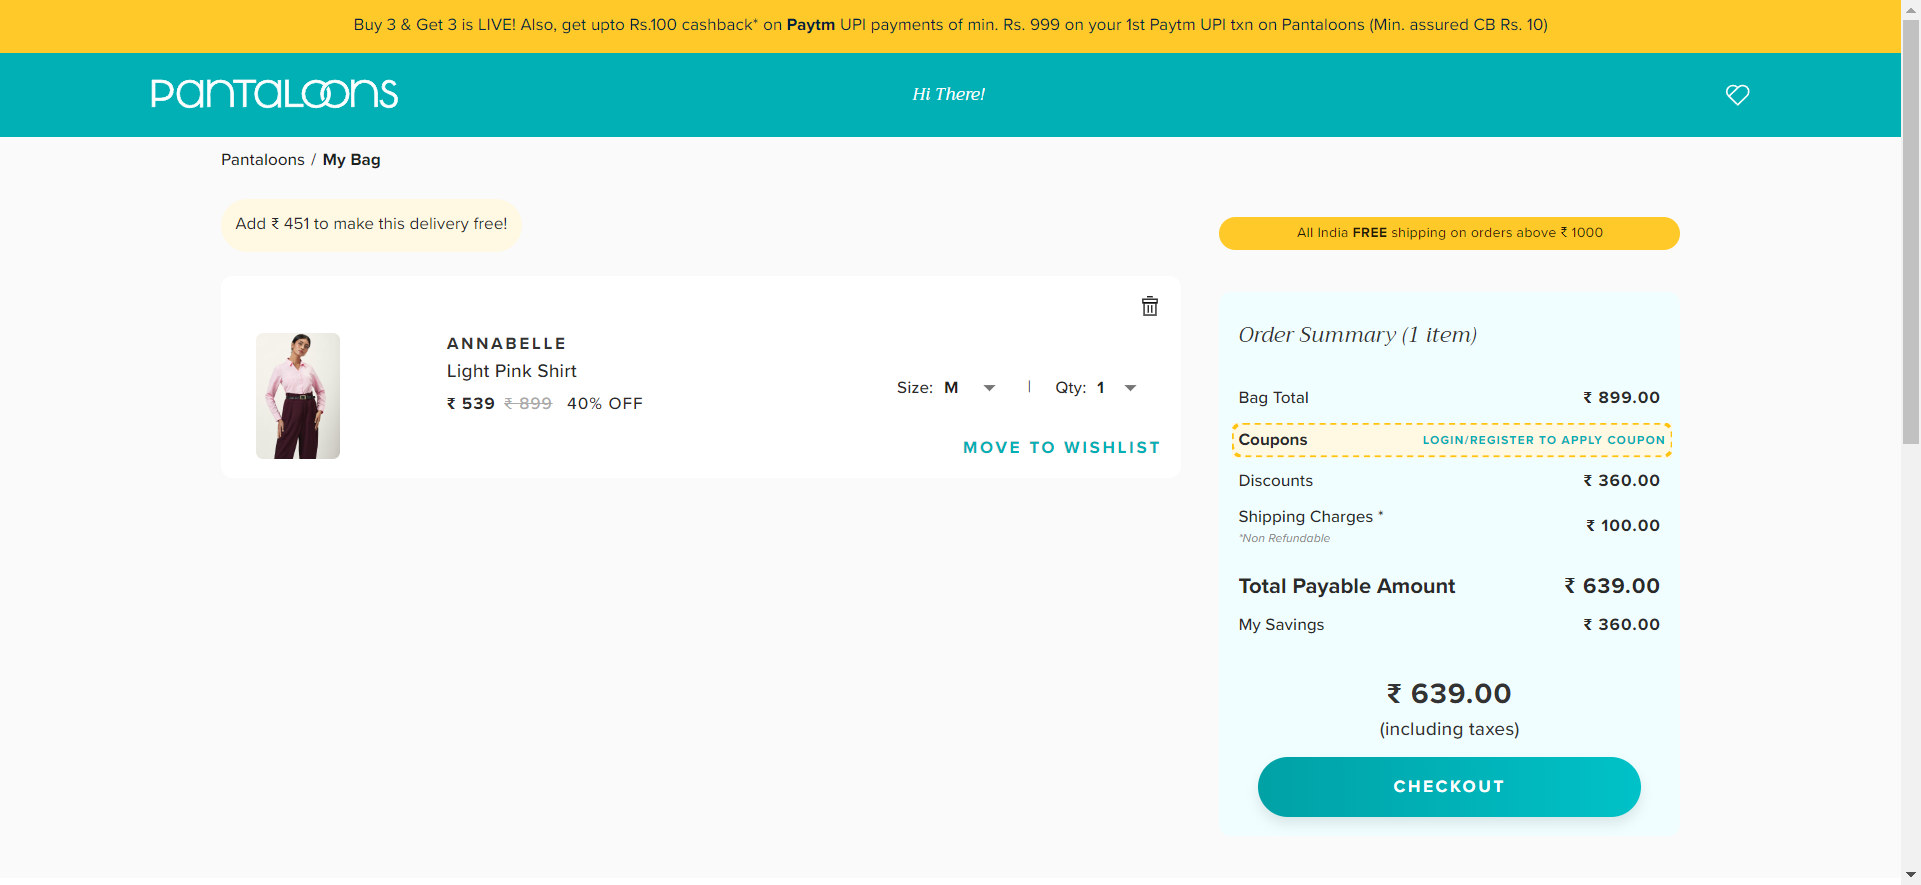 Buy 3 & Get 3 is LIVE! Also, get upto Rs.100 cashback* on Paytm UPI payments of min. Rs. 999 on your 1st Paytm UPI txn on Pantaloons (Min. assured CB Rs. 10)
PANTALOONS
Hi There!
Pantaloons / My Bag
Add ₹ 451 to make this delivery free!
All India FREE shipping on orders above ₹ 1000
ANNABELLE
Light Pink Shirt
₹ 539 ₹ 899 40% OFF
Size: M | Qty: 1
MOVE TO WISHLIST
Order Summary (1 item)
Bag Total ₹ 899.00
Coupons LOGIN/REGISTER TO APPLY COUPON
Discounts ₹ 360.00
Shipping Charges * ₹ 100.00
*Non Refundable
Total Payable Amount ₹ 639.00
My Savings ₹ 360.00
₹ 639.00
(including taxes)
CHECKOUT